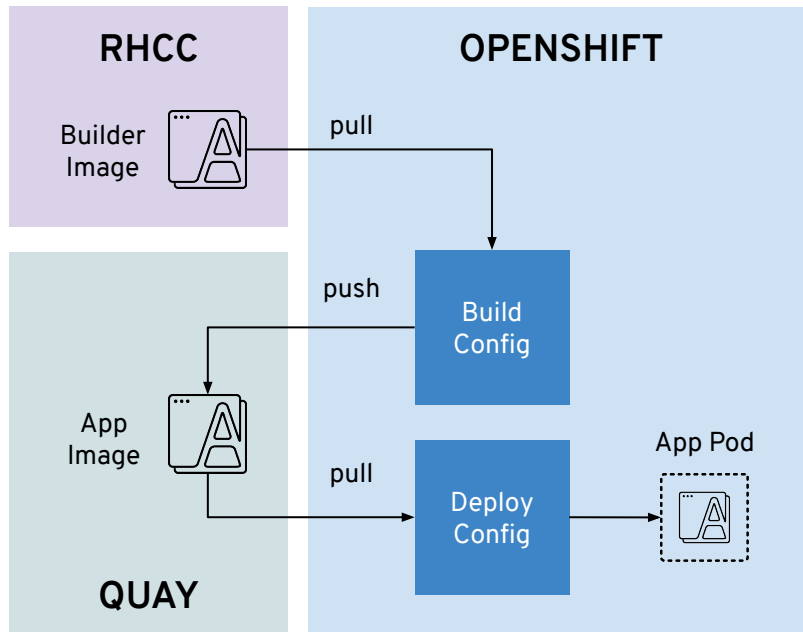 RHCC
OPENSHIFT
Builder
Image
pull
push
Build
Config
App
Image
pull
Deploy
Config
App Pod
QUAY